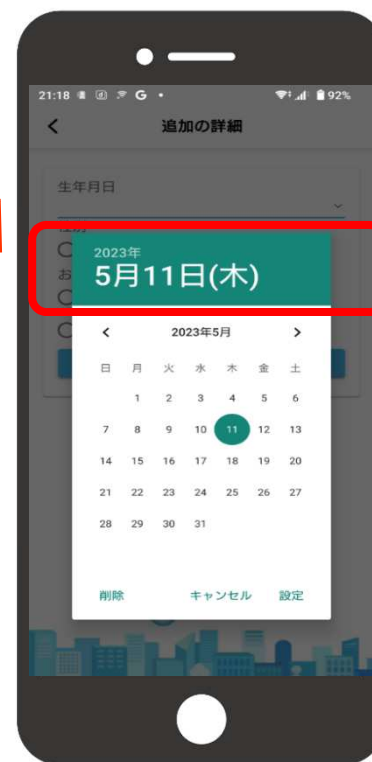 21:18 G 92%
追加の詳細
生年月日
性別
お
2023年
5月11日(木)
2023年5月
日 月 火 水 木 金 土
1 2 3 4 5 6
7 8 9 10 11 12 13
14 15 16 17 18 19 20
21 22 23 24 25 26 27
28 29 30 31
削除 キャンセル 設定